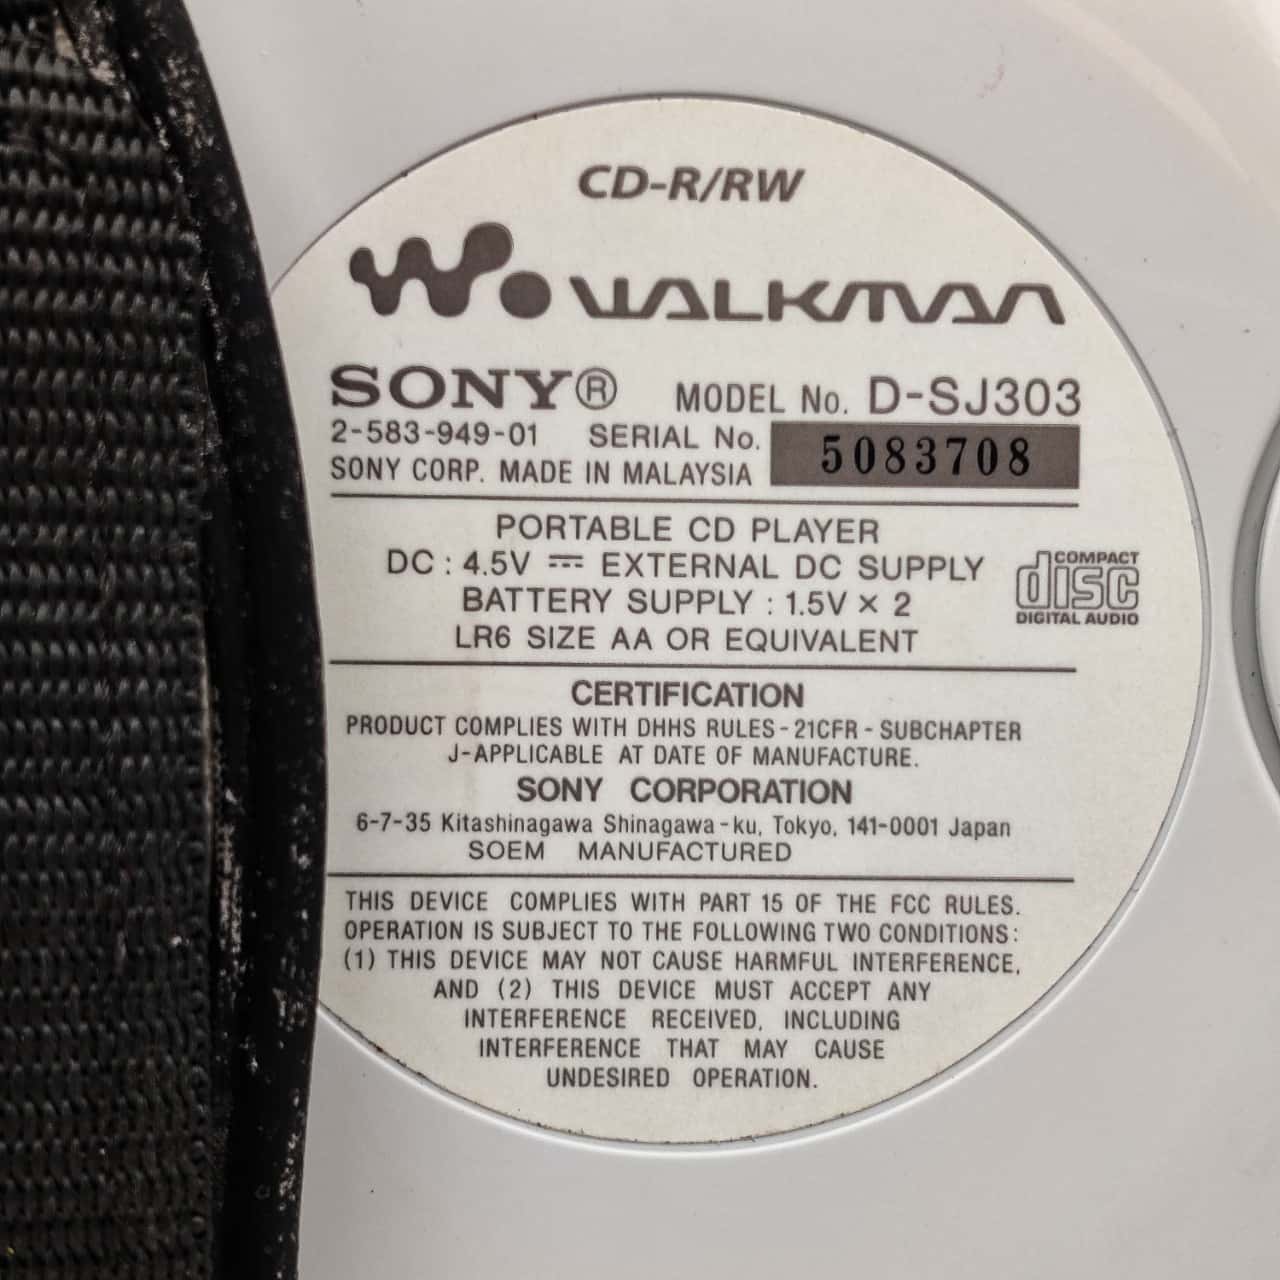 CD-R/RW
WALKMAN
SONY® MODEL No. D-SJ303
2-583-949-01 SERIAL No. 5083708
SONY CORP. MADE IN MALAYSIA
PORTABLE CD PLAYER
DC : 4.5V ⎓ EXTERNAL DC SUPPLY
BATTERY SUPPLY : 1.5V × 2
LR6 SIZE AA OR EQUIVALENT
COMPACT
disc
DIGITAL AUDIO
CERTIFICATION
PRODUCT COMPLIES WITH DHHS RULES - 21CFR - SUBCHAPTER
J-APPLICABLE AT DATE OF MANUFACTURE.
SONY CORPORATION
6-7-35 Kitashinagawa Shinagawa-ku, Tokyo, 141-0001 Japan
SOEM MANUFACTURED
THIS DEVICE COMPLIES WITH PART 15 OF THE FCC RULES.
OPERATION IS SUBJECT TO THE FOLLOWING TWO CONDITIONS:
(1) THIS DEVICE MAY NOT CAUSE HARMFUL INTERFERENCE,
AND (2) THIS DEVICE MUST ACCEPT ANY
INTERFERENCE RECEIVED, INCLUDING
INTERFERENCE THAT MAY CAUSE
UNDESIRED OPERATION.